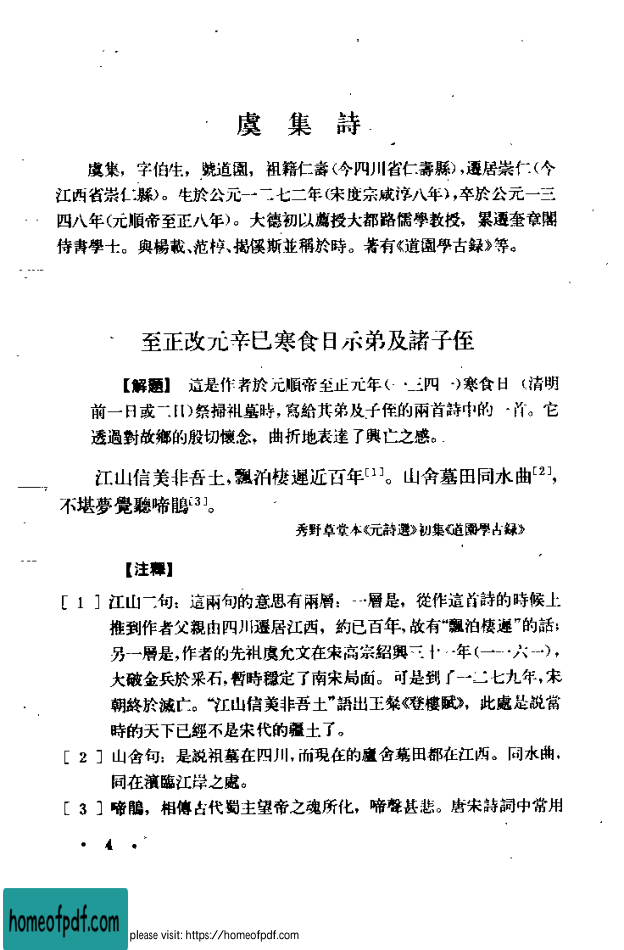 虞集詩
虞集，字伯生，號道園，祖籍仁壽（今四川省仁壽縣），遷居崇仁（今
江西省崇仁縣）。生於公元一二七二年（宋度宗咸淳八年），卒於公元一三
四八年（元順帝至正八年）。大德初以薦授大都路儒學教授，累遷奎章閣
侍書學士。與楊載、范梈、揭傒斯並稱於時。著有《道園學古録》等。
至正改元辛巳寒食日示弟及諸子侄
【解題】 這是作者於元順帝至正元年（一三四一）寒食日（清明
前一日或二日）祭掃祖墓時，寫給其弟及子侄的兩首詩中的一首。它
透過對故鄉的殷切懷念，曲折地表達了興亡之感。
江山信美非吾土，飄泊棲遲近百年［1］。山舍墓田同水曲［2］，
不堪夢覺聽啼鵑［3］。
秀野草堂本《元詩選》初集《道園學古録》
【注釋】
［1］江山二句：這兩句的意思有兩層：一層是，從作這首詩的時候上
推到作者父親由四川遷居江西，約已百年，故有“飄泊棲遲”的話；
另一層是，作者的先祖虞允文在宋高宗紹興三十一年（一一六一），
大破金兵於采石，暫時穩定了南宋局面。可是到了一二七九年，宋
朝終於滅亡。“江山信美非吾土”語出王粲《登樓賦》，此處是説當
時的天下已經不是宋代的疆土了。
［2］山舍句：是説祖墓在四川，而現在的廬舍墓田都在江西。同水曲，
同在濱臨江岸之處。
［3］啼鵑，相傳古代蜀主望帝之魂所化，啼聲甚悲。唐宋詩詞中常用
• 4 •
homeofpdf.com
please visit: https://homeofpdf.com